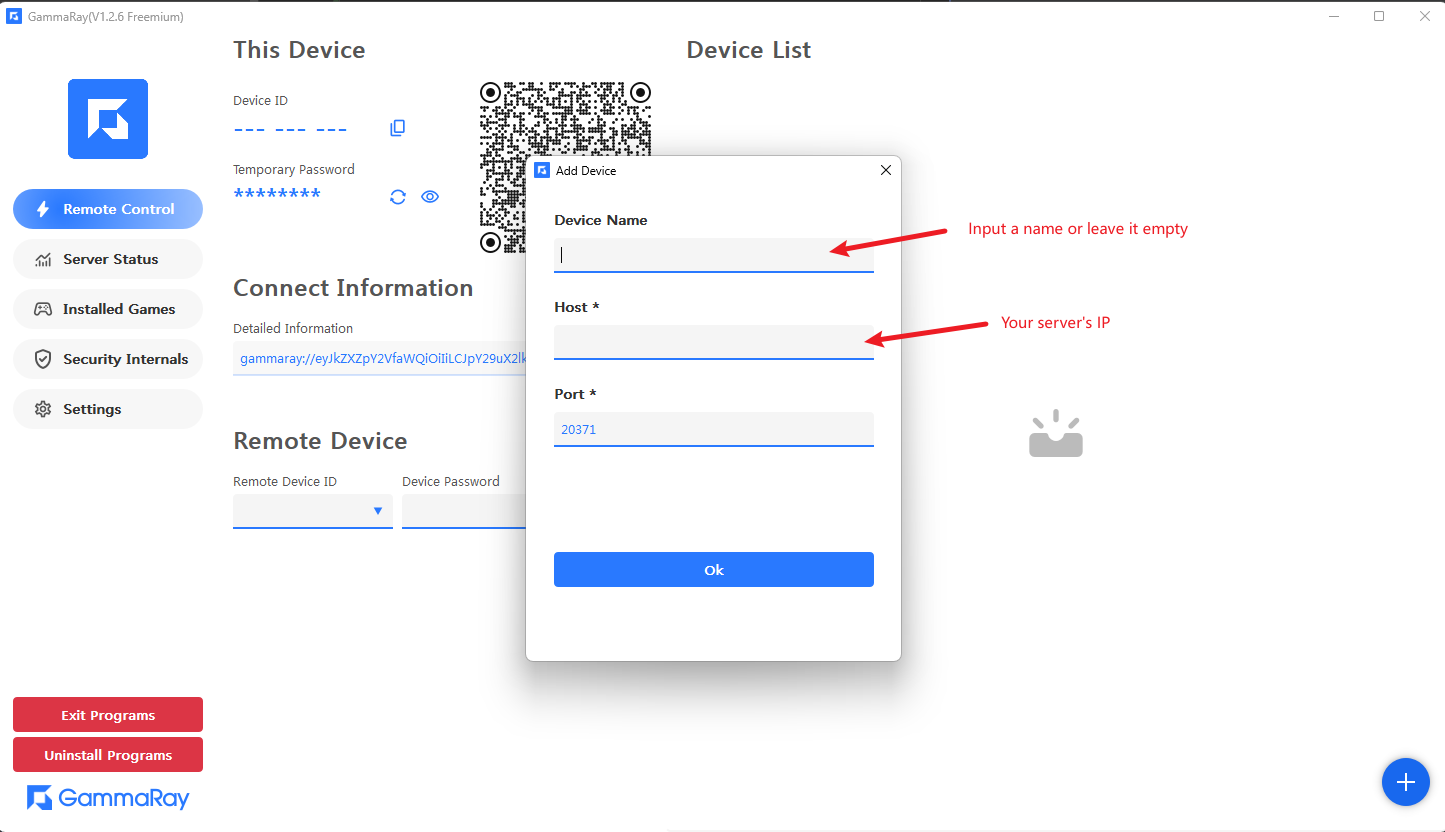 GammaRay(V1.2.6 Freemium)
Remote Control
Server Status
Installed Games
Security Internals
Settings
Exit Programs
Uninstall Programs
GammaRay
This Device
Device ID
--- --- ---
Temporary Password
********
Connect Information
Detailed Information
gammaray://eyJkZXZpY2VfaWQiOiIiLCJpY29uX2lk
Remote Device
Remote Device ID
Device Password
Device List
Add Device
Device Name
Host *
Port *
20371
Ok
Input a name or leave it empty
Your server's IP